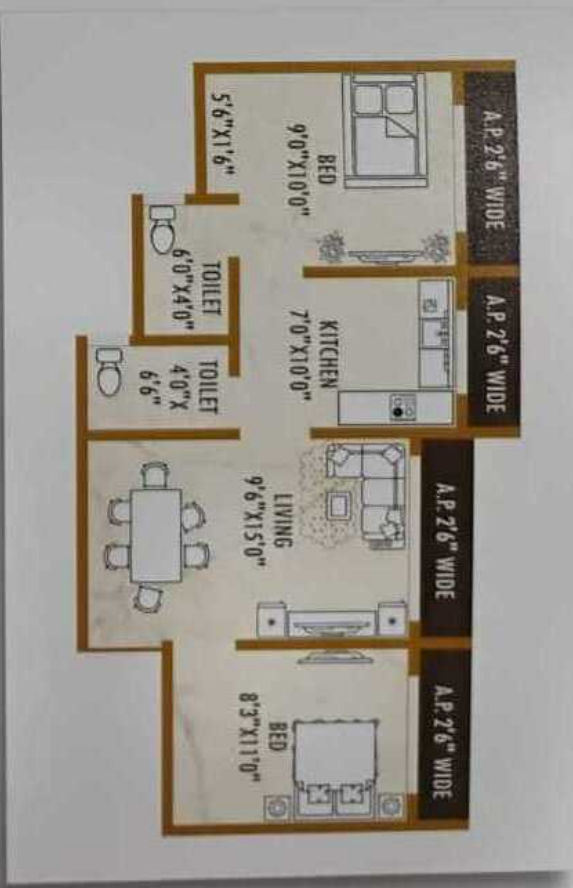 A.P. 2'6" WIDE
A.P. 2'6" WIDE
A.P. 2'6" WIDE
A.P. 2'6" WIDE
BED
9'0"X10'0"
5'6"X1'6"
KITCHEN
7'0"X10'0"
TOILET
6'0"X4'0"
TOILET
4'0"X
6'6"
LIVING
9'6"X15'0"
BED
8'3"X11'0"